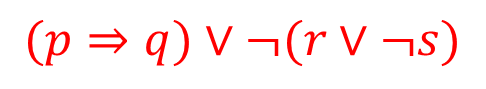 (p ⇒ q) ∨ ¬(r ∨ ¬s)